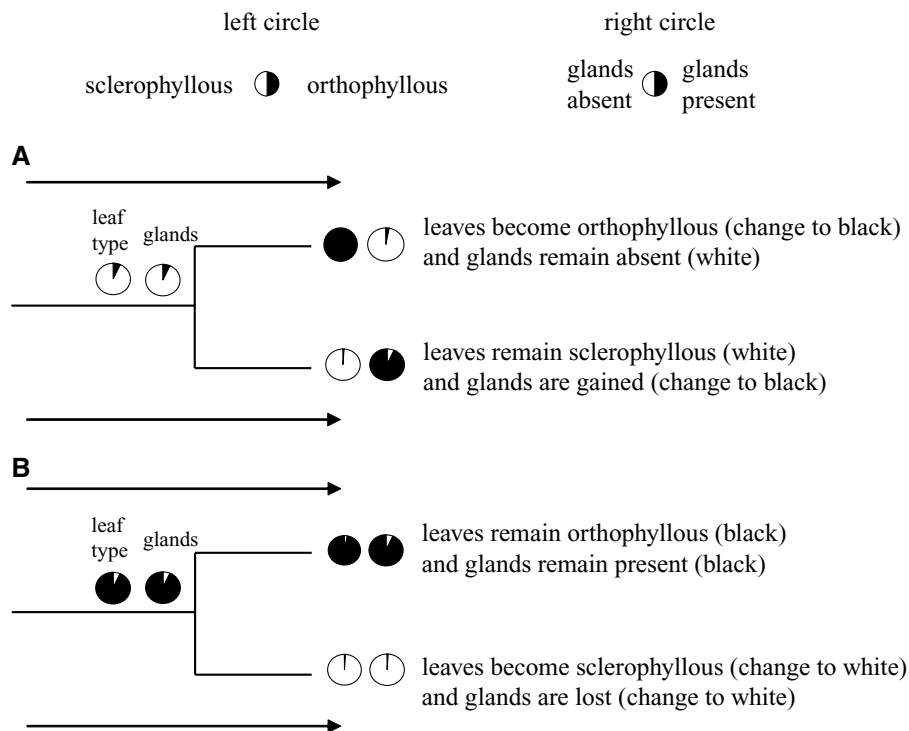 left circle
right circle
sclerophyllous
orthophyllous
glands
absent
glands
present
A
leaf
type
glands
leaves become orthophyllous (change to black)
and glands remain absent (white)
leaves remain sclerophyllous (white)
and glands are gained (change to black)
B
leaf
type
glands
leaves remain orthophyllous (black)
and glands remain present (black)
leaves become sclerophyllous (change to white)
and glands are lost (change to white)